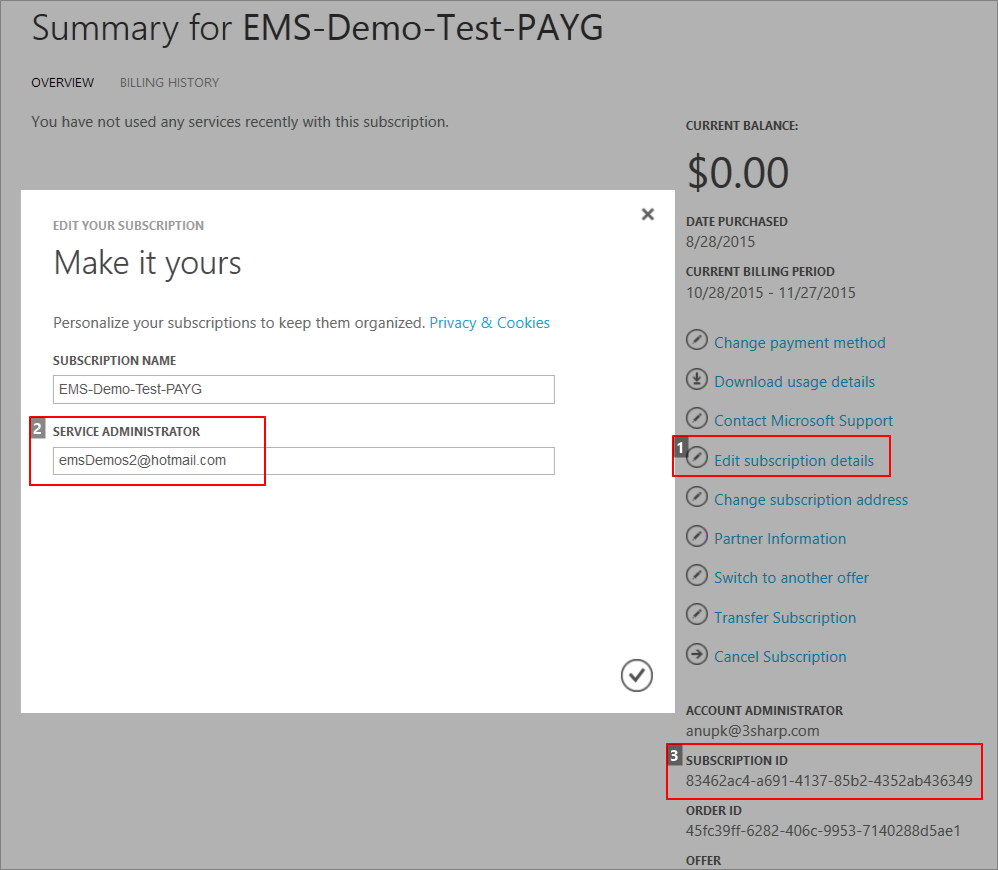 Summary for EMS-Demo-Test-PAYG
OVERVIEW BILLING HISTORY
You have not used any services recently with this subscription.
EDIT YOUR SUBSCRIPTION
Make it yours
Personalize your subscriptions to keep them organized. Privacy & Cookies
SUBSCRIPTION NAME
EMS-Demo-Test-PAYG
2 SERVICE ADMINISTRATOR
emsDemos2@hotmail.com
CURRENT BALANCE:
$0.00
DATE PURCHASED
8/28/2015
CURRENT BILLING PERIOD
10/28/2015 - 11/27/2015
Change payment method
Download usage details
Contact Microsoft Support
1 Edit subscription details
Change subscription address
Partner Information
Switch to another offer
Transfer Subscription
Cancel Subscription
ACCOUNT ADMINISTRATOR
anupk@3sharp.com
3 SUBSCRIPTION ID
83462ac4-a691-4137-85b2-4352ab436349
ORDER ID
45fc39ff-6282-406c-9953-7140288d5ae1
OFFER